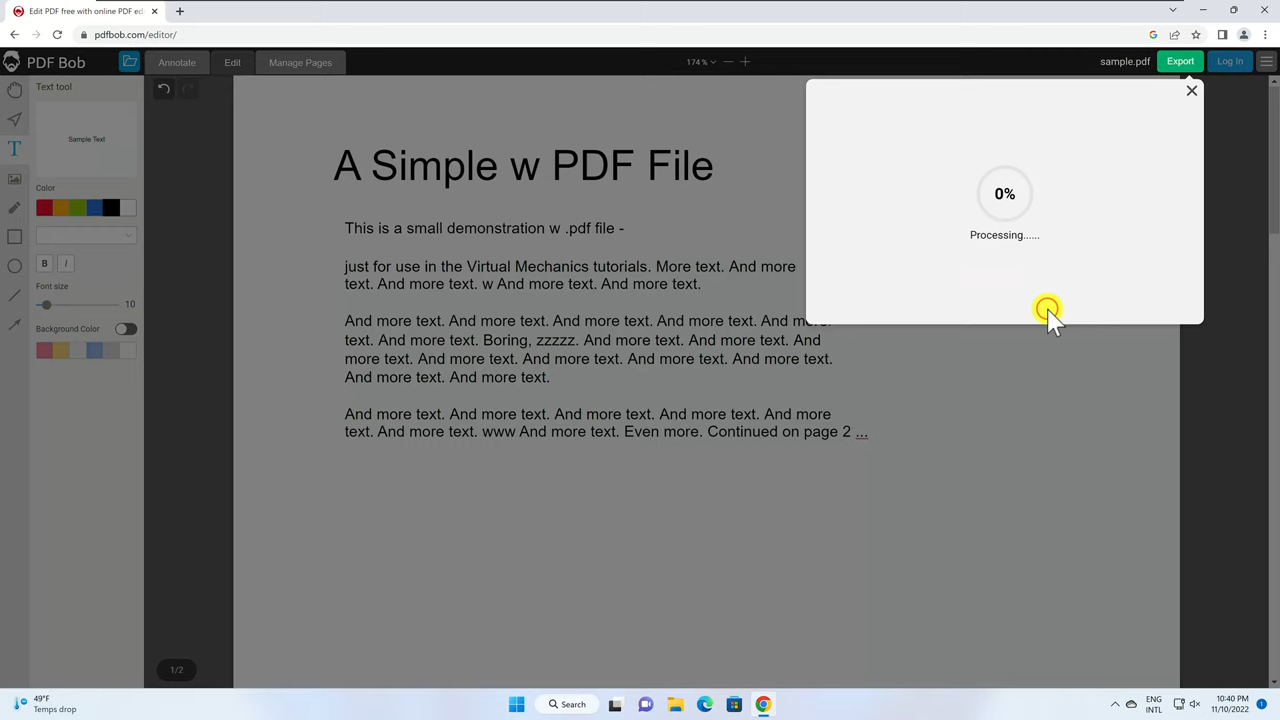 Edit PDF free with online PDF ed
pdfbob.com/editor/
PDF Bob
Annotate
Edit
Manage Pages
174 %
sample.pdf
Export
Log In
Text tool
Sample Text
Color
B
I
Font size
10
Background Color
T
A Simple w PDF File
This is a small demonstration w .pdf file -
just for use in the Virtual Mechanics tutorials. More text. And more
text. And more text. w And more text. And more text.
And more text. And more text. And more text. And more text. And more
text. And more text. Boring, zzzzz. And more text. And more text. And
more text. And more text. And more text. And more text. And more text.
And more text. And more text.
And more text. And more text. And more text. And more text. And more
text. And more text. www And more text. Even more. Continued on page 2 ...
0%
Processing......
1/2
49°F
Temps drop
Search
ENG
INTL
10:40 PM
11/10/2022
1